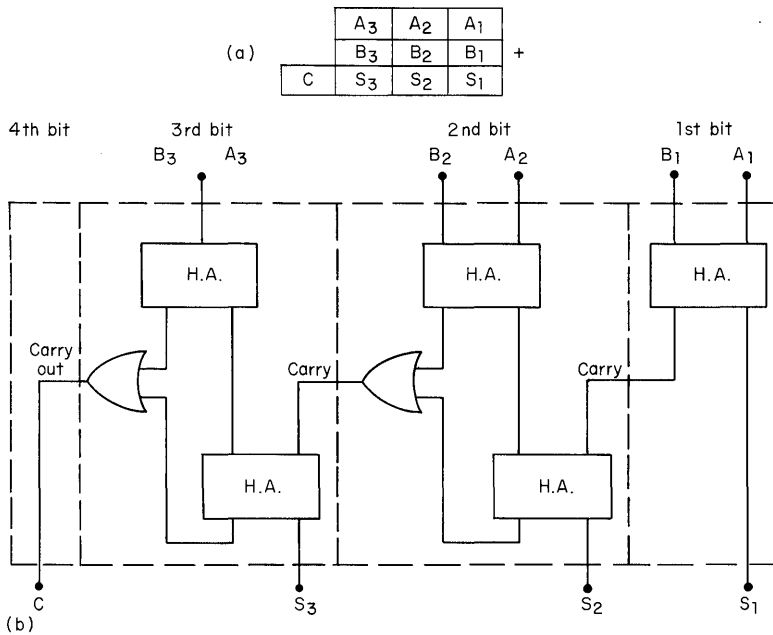 (a)
A3 A2 A1
B3 B2 B1 +
C S3 S2 S1
4th bit 3rd bit 2nd bit 1st bit
B3 A3 B2 A2 B1 A1
H.A. H.A. H.A.
Carry out Carry Carry
H.A. H.A.
C S3 S2 S1
(b)